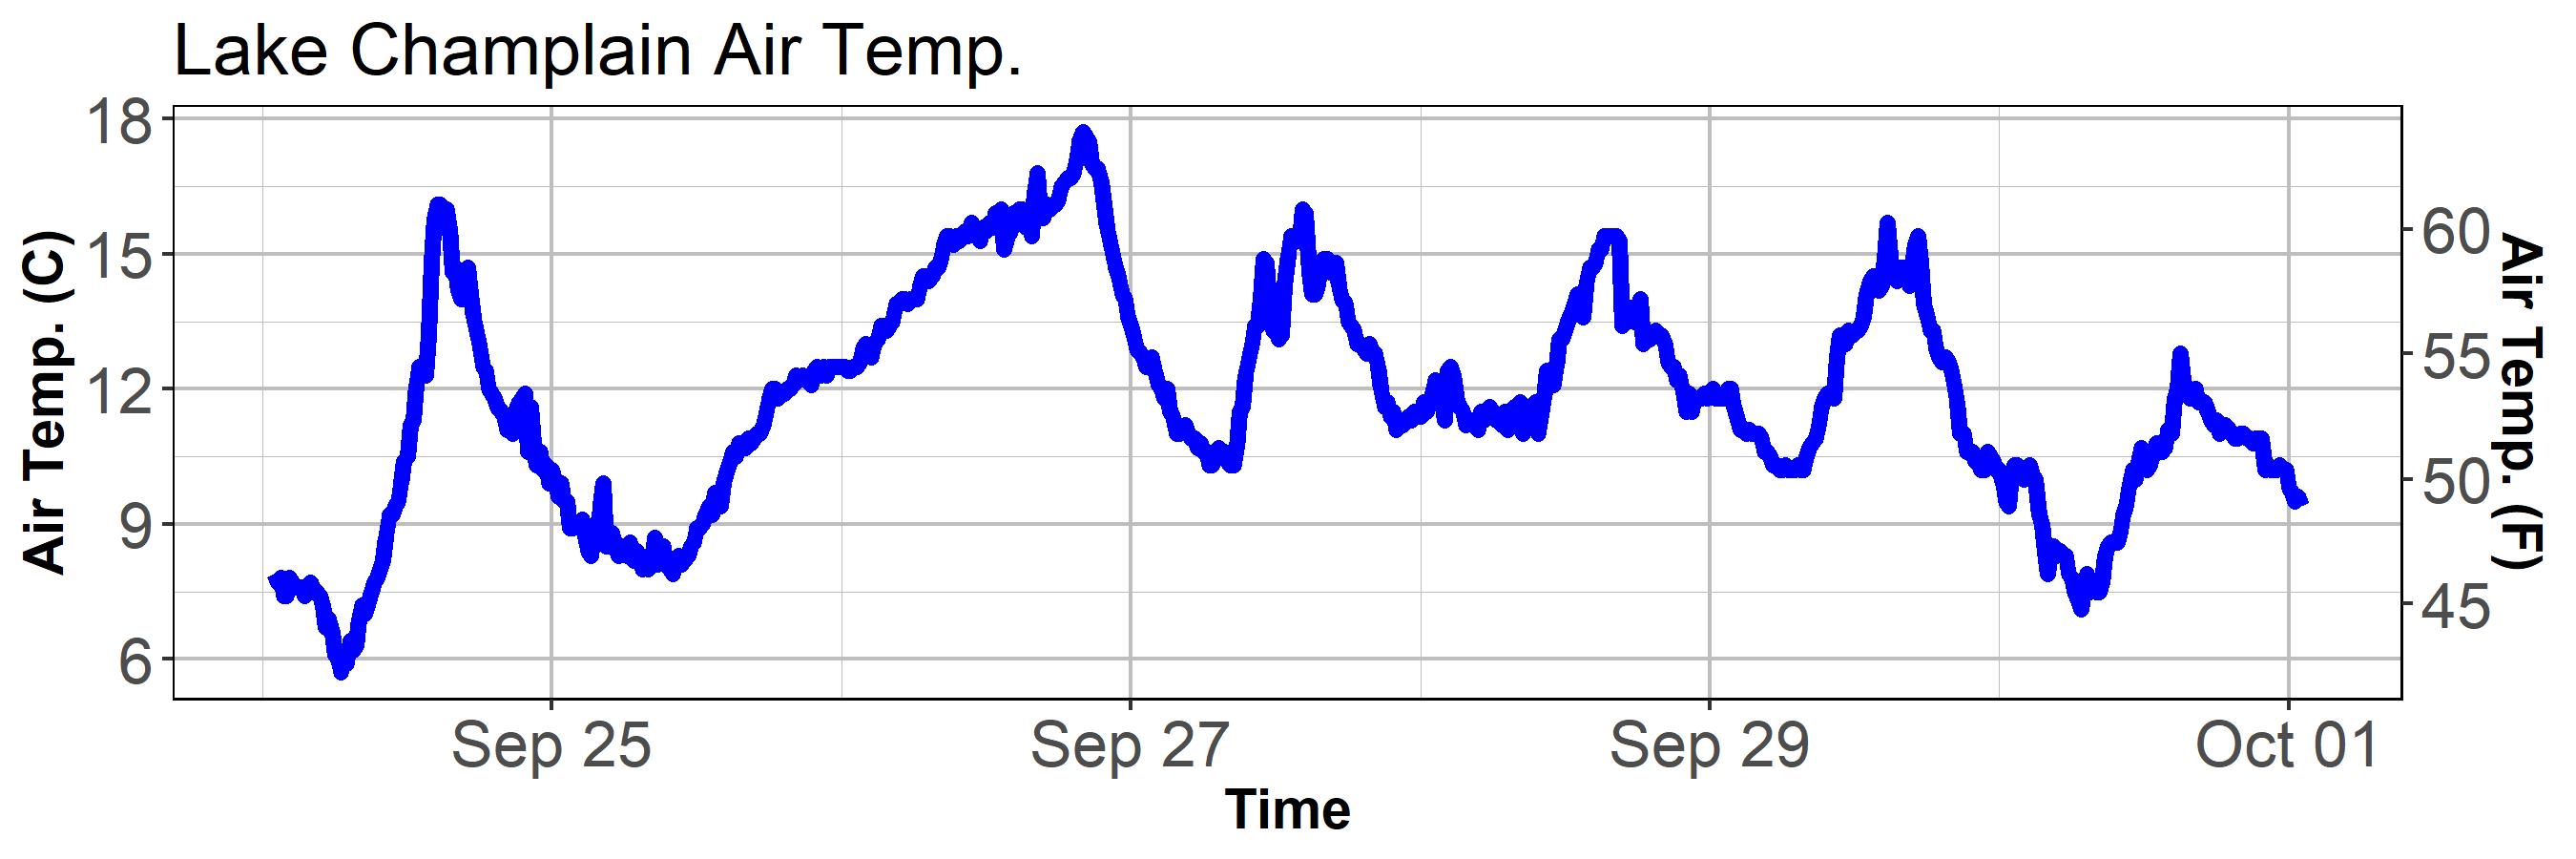 Lake Champlain Air Temp.
18
15
12
9
6
Air Temp. (C)
60
55
50
45
Air Temp. (F)
Sep 25
Sep 27
Sep 29
Oct 01
Time